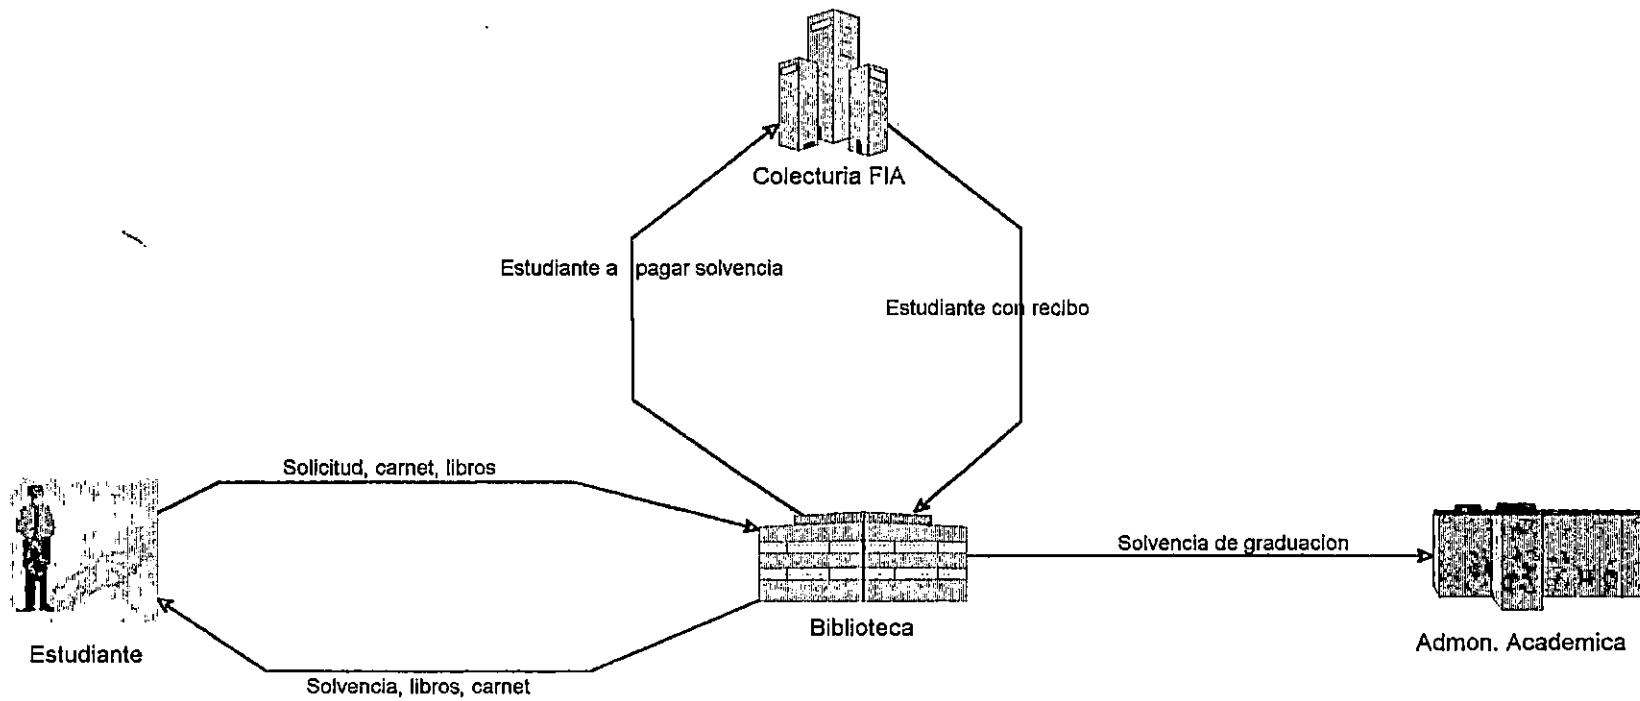 Colecturia FIA
Estudiante a pagar solvencia
Estudiante con recibo
Solicitud, carnet, libros
Solvencia de graduacion
Biblioteca
Admon. Academica
Estudiante
Solvencia, libros, carnet